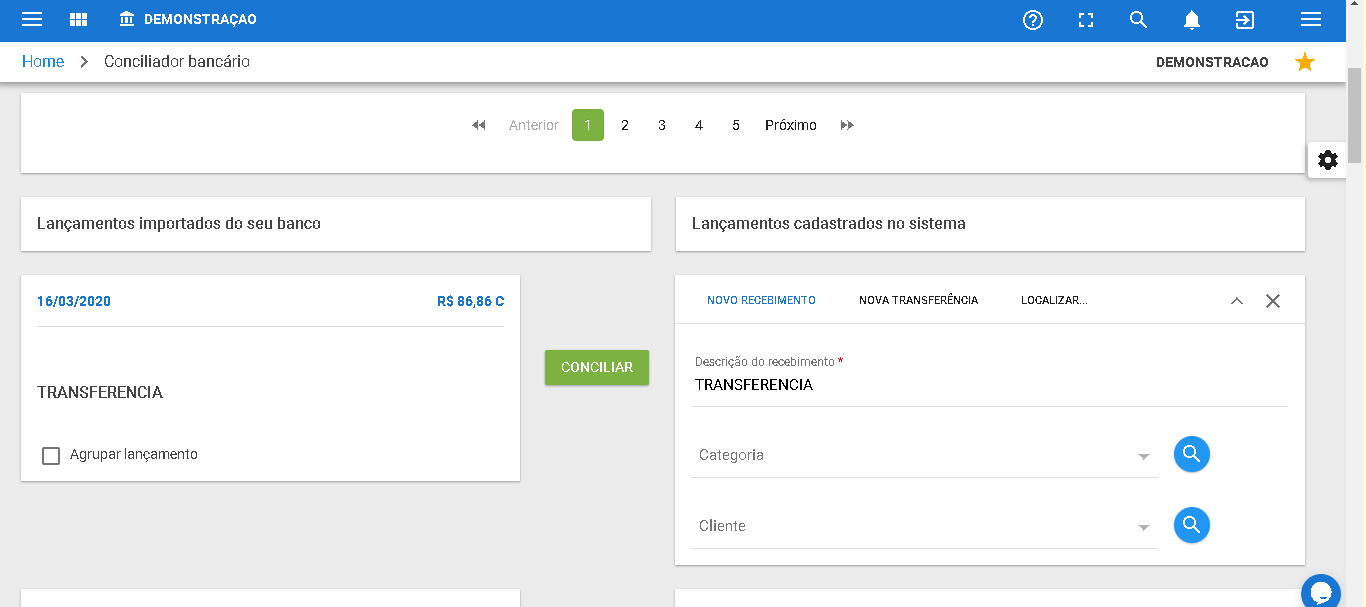 DEMONSTRAÇAO
Home
Conciliador bancário
DEMONSTRACAO
Anterior 1 2 3 4 5 Próximo
Lançamentos importados do seu banco
Lançamentos cadastrados no sistema
16/03/2020
R$ 86,86 C
TRANSFERENCIA
Agrupar lançamento
CONCILIAR
NOVO RECEBIMENTO
NOVA TRANSFERÊNCIA
LOCALIZAR...
Descrição do recebimento *
TRANSFERENCIA
Categoria
Cliente